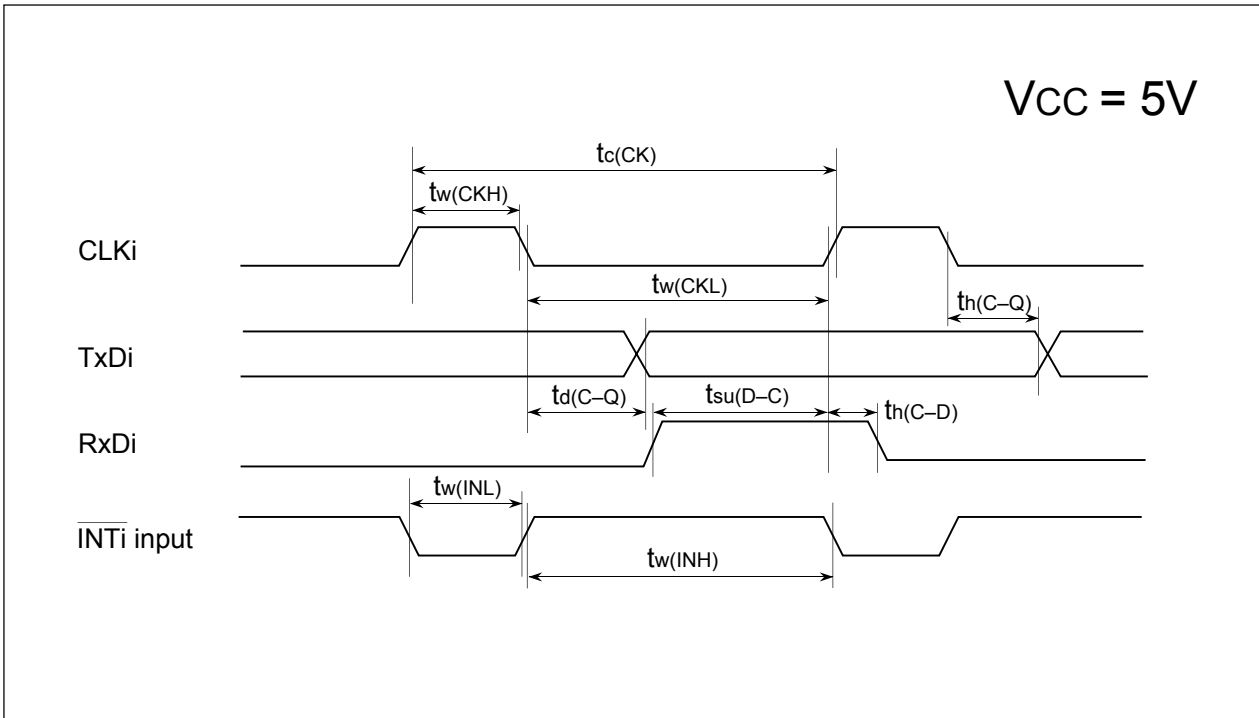 VCC = 5V
tc(CK)
tw(CKH)
CLKi
tw(CKL)
th(C–Q)
TxDi
td(C–Q)
tsu(D–C)
th(C–D)
RxDi
tw(INL)
INTi input
tw(INH)